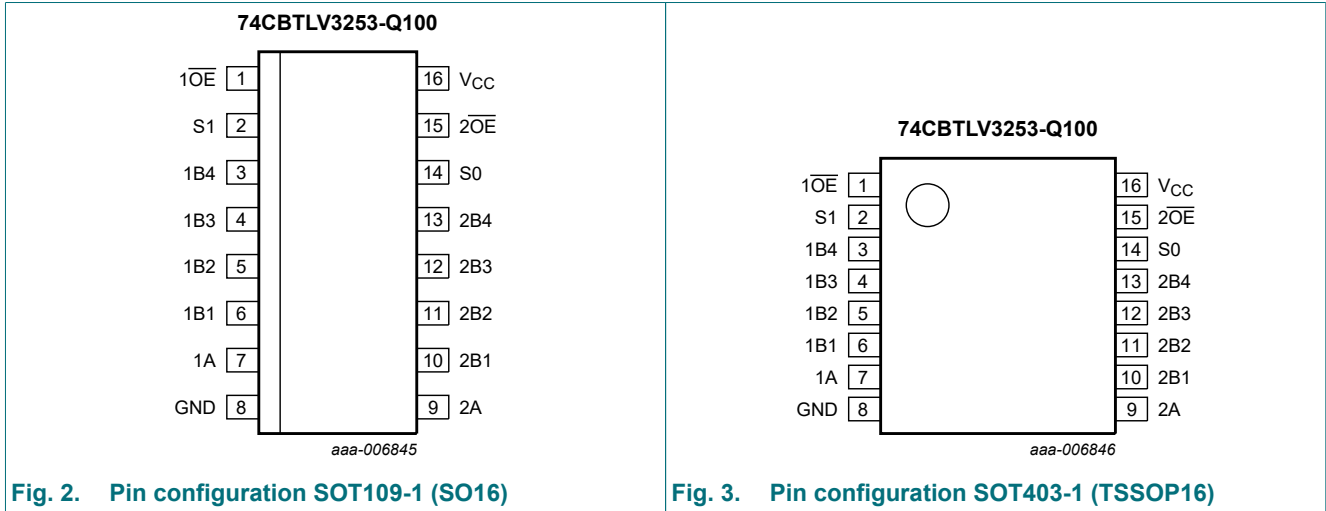 74CBTLV3253-Q100
1O̅E̅ 1
S1 2
1B4 3
1B3 4
1B2 5
1B1 6
1A 7
GND 8
16 VCC
15 2O̅E̅
14 S0
13 2B4
12 2B3
11 2B2
10 2B1
9 2A
aaa-006845
Fig. 2. Pin configuration SOT109-1 (SO16)
74CBTLV3253-Q100
1O̅E̅ 1
S1 2
1B4 3
1B3 4
1B2 5
1B1 6
1A 7
GND 8
16 VCC
15 2O̅E̅
14 S0
13 2B4
12 2B3
11 2B2
10 2B1
9 2A
aaa-006846
Fig. 3. Pin configuration SOT403-1 (TSSOP16)